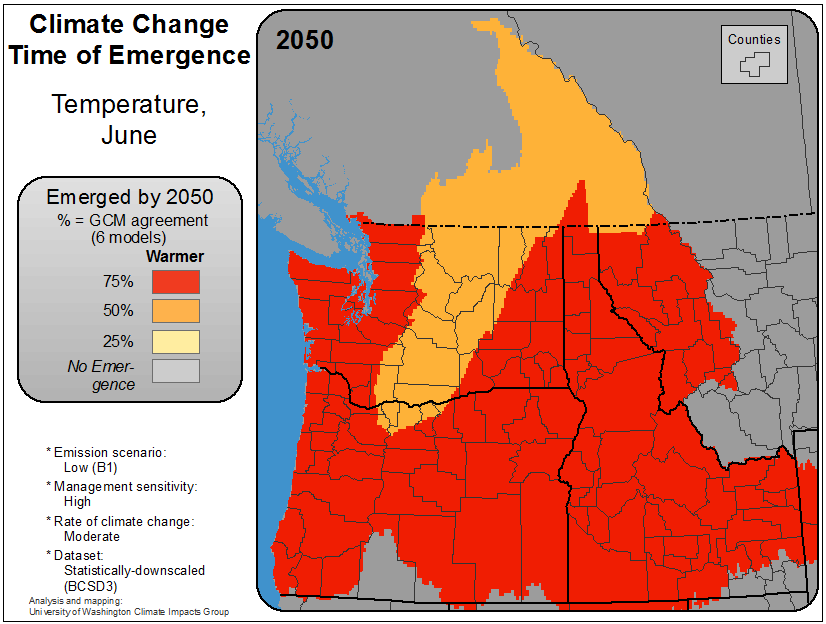 Climate Change
Time of Emergence
Temperature,
June
Emerged by 2050
% = GCM agreement
(6 models)
Warmer
75%
50%
25%
No Emer-
gence
* Emission scenario:
Low (B1)
* Management sensitivity:
High
* Rate of climate change:
Moderate
* Dataset:
Statistically-downscaled
(BCSD3)
Analysis and mapping:
University of Washington Climate Impacts Group
2050
Counties